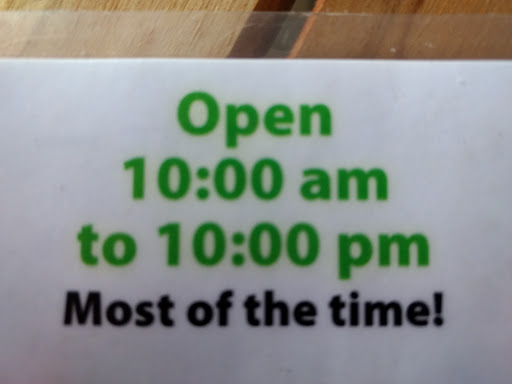 Open
10:00 am
to 10:00 pm
Most of the time!